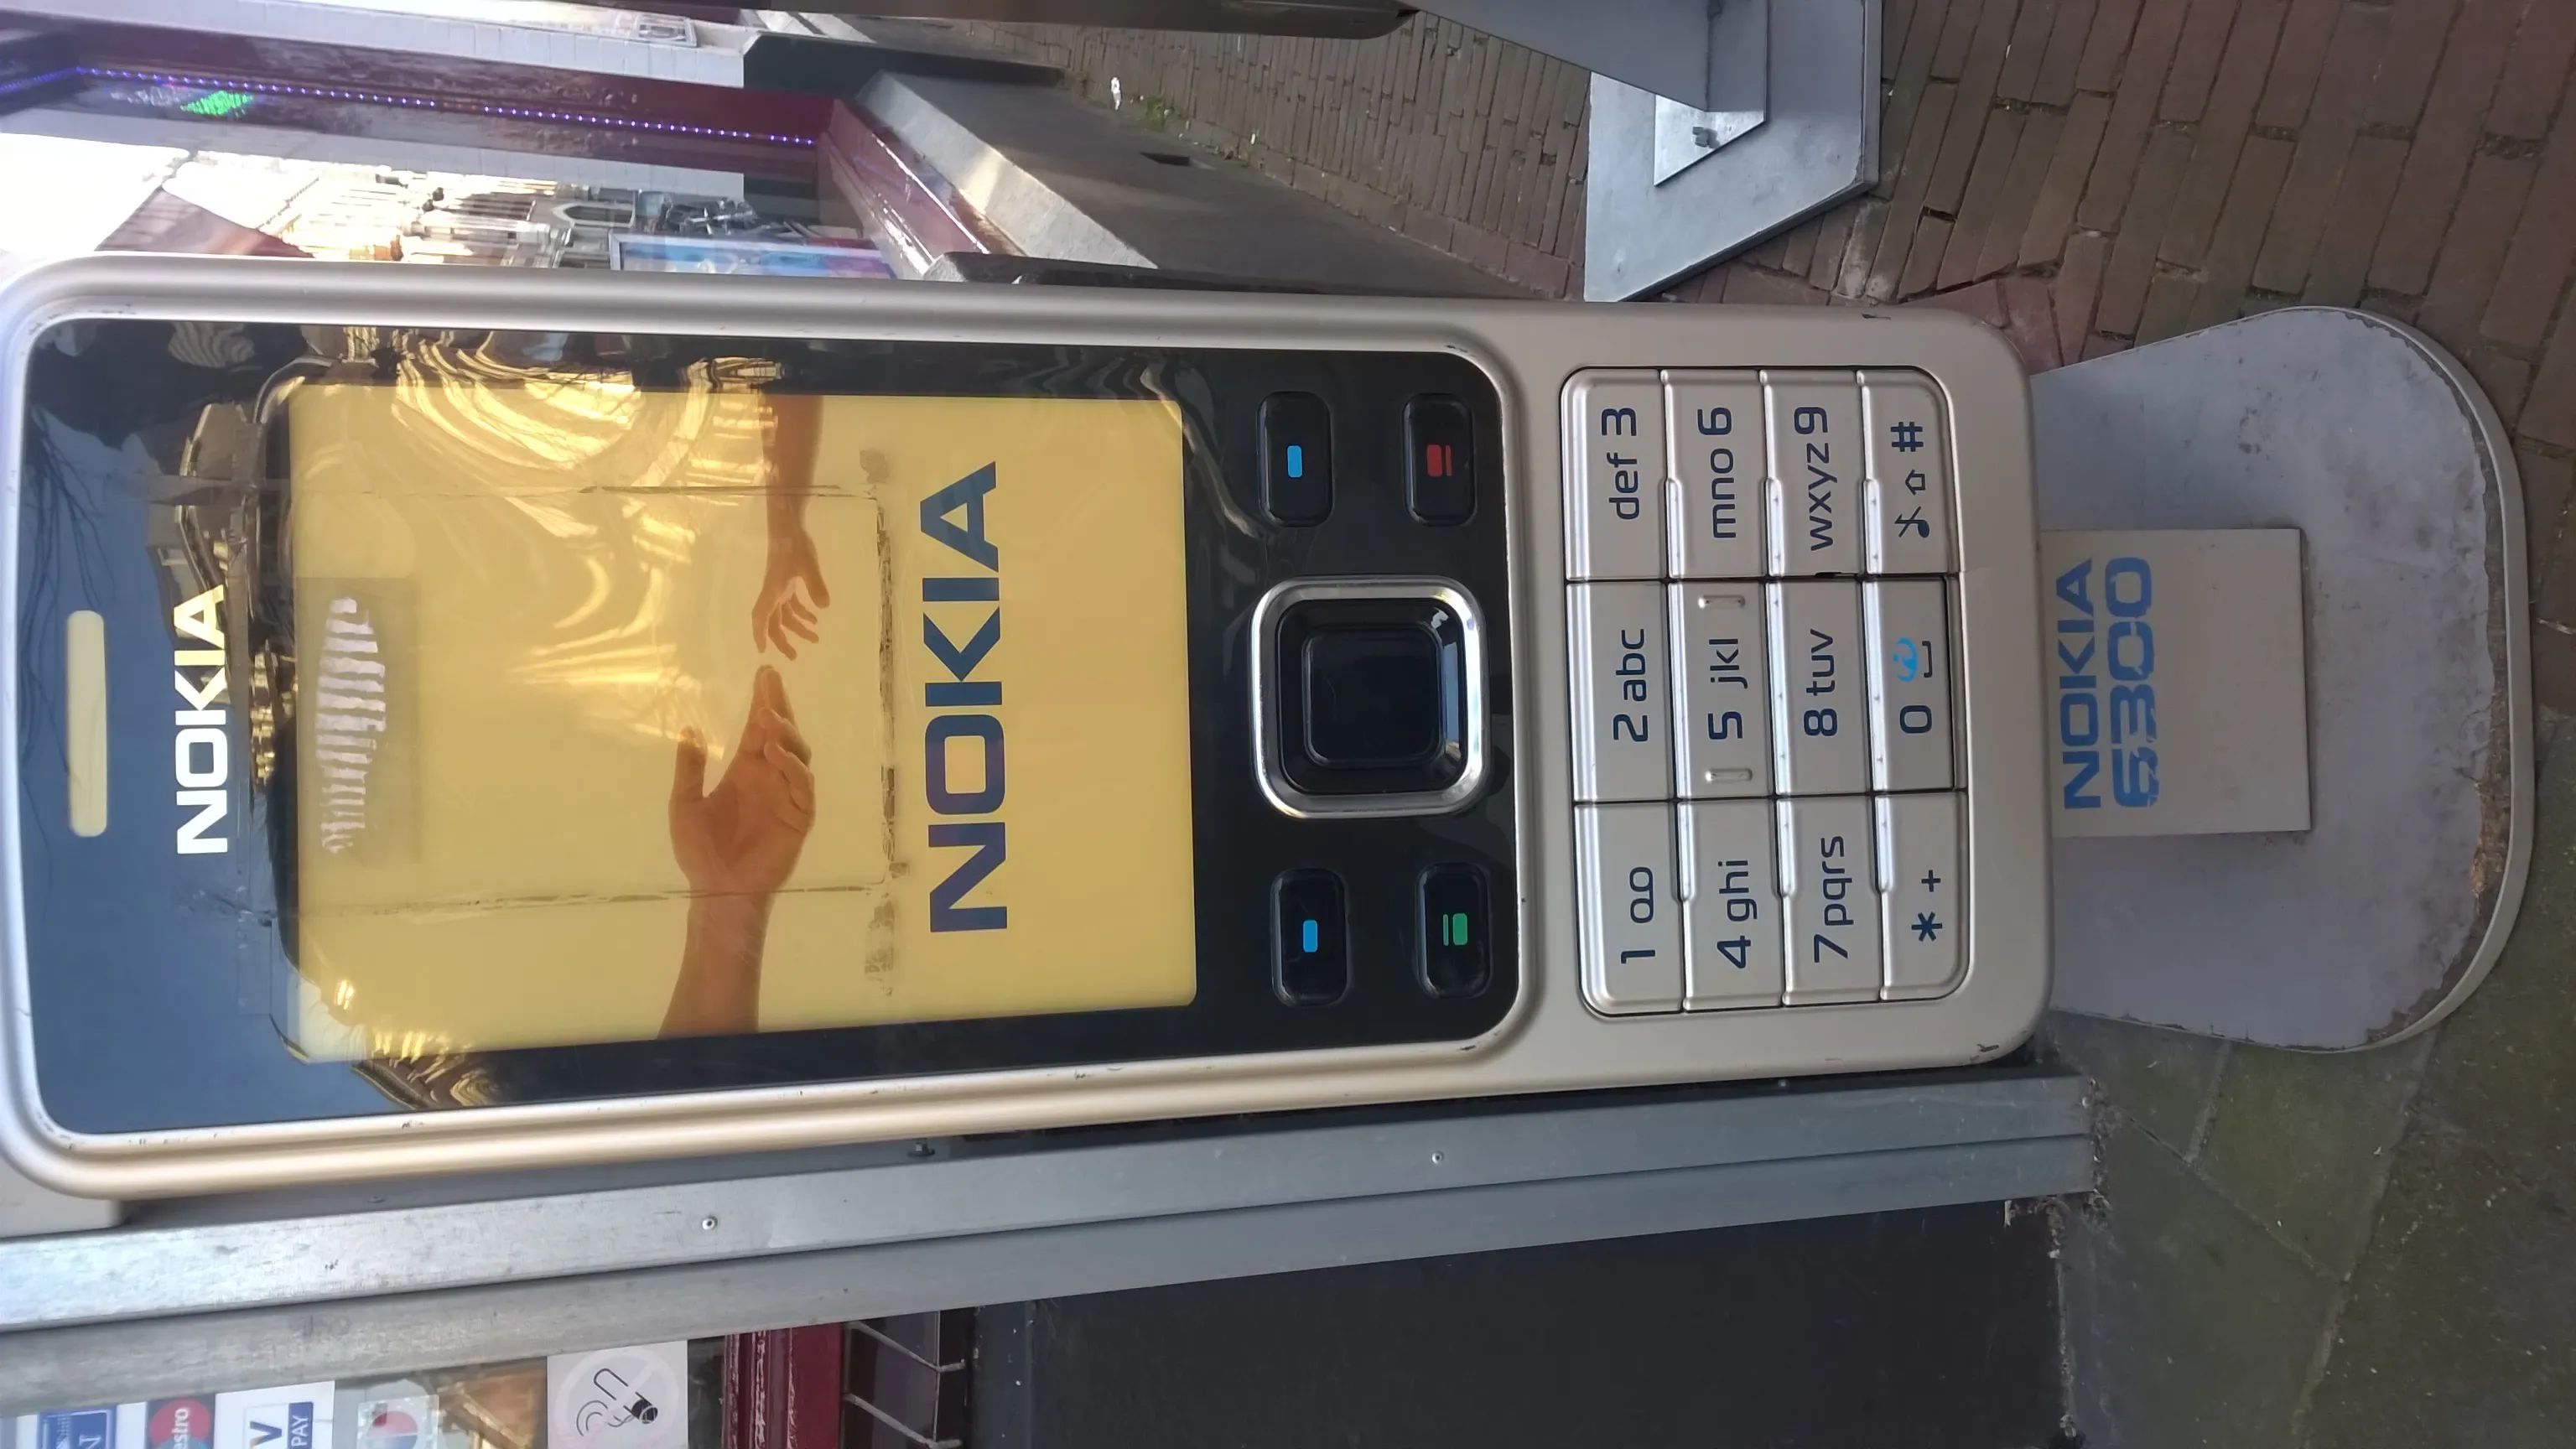 NOKIA
NOKIA
1
2 abc
def 3
4 ghi
5 jkl
mno 6
7 pqrs
8 tuv
wxyz 9
* +
0
#
NOKIA
6300
V
PAY